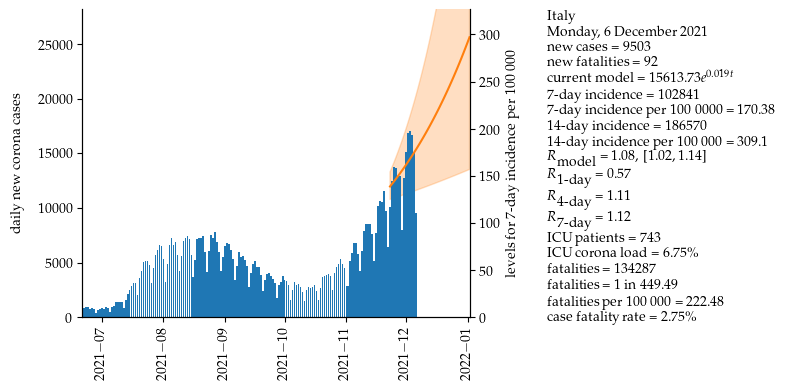 25000
20000
15000
10000
5000
0
daily new corona cases
2021−07
2021−08
2021−09
2021−10
2021−11
2021−12
2022−01
300
250
200
150
100
50
0
levels for 7-day incidence per 100 000
Italy
Monday, 6 December 2021
new cases = 9503
new fatalities = 92
current model = 15613.73e^0.019t
7-day incidence = 102841
7-day incidence per 100 0000 = 170.38
14-day incidence = 186570
14-day incidence per 100 000 = 309.1
R model = 1.08, [1.02, 1.14]
R 1-day = 0.57
R 4-day = 1.11
R 7-day = 1.12
ICU patients = 743
ICU corona load = 6.75%
fatalities = 134287
fatalities = 1 in 449.49
fatalities per 100 000 = 222.48
case fatality rate = 2.75%